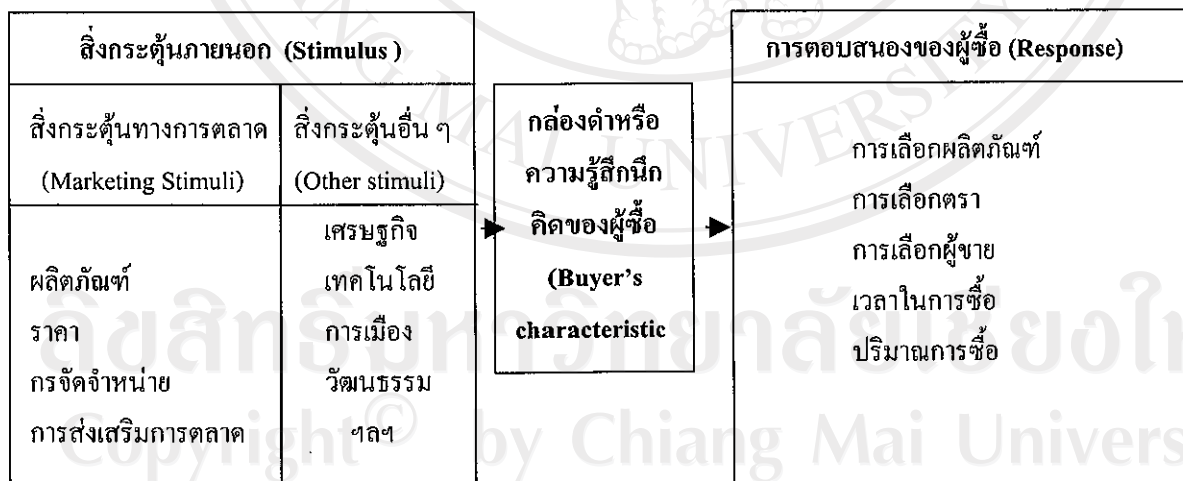 สิ่งกระตุ้นภายนอก (Stimulus )
สิ่งกระตุ้นทางการตลาด
(Marketing Stimuli)
สิ่งกระตุ้นอื่น ๆ
(Other stimuli)
ผลิตภัณฑ์
ราคา
กรจัดจำหน่าย
การส่งเสริมการตลาด
เศรษฐกิจ
เทคโนโลยี
การเมือง
วัฒนธรรม
ฯลฯ
กล่องดำหรือ
ความรู้สึกนึก
คิดของผู้ซื้อ
(Buyer's
characteristic
การตอบสนองของผู้ซื้อ (Response)
การเลือกผลิตภัณฑ์
การเลือกตรา
การเลือกผู้ขาย
เวลาในการซื้อ
ปริมาณการซื้อ
MAI UNIVERSITY
ลิขสิทธิ์มหาวิทยาลัยเชียงให
Copyright© by Chiang Mai Univers